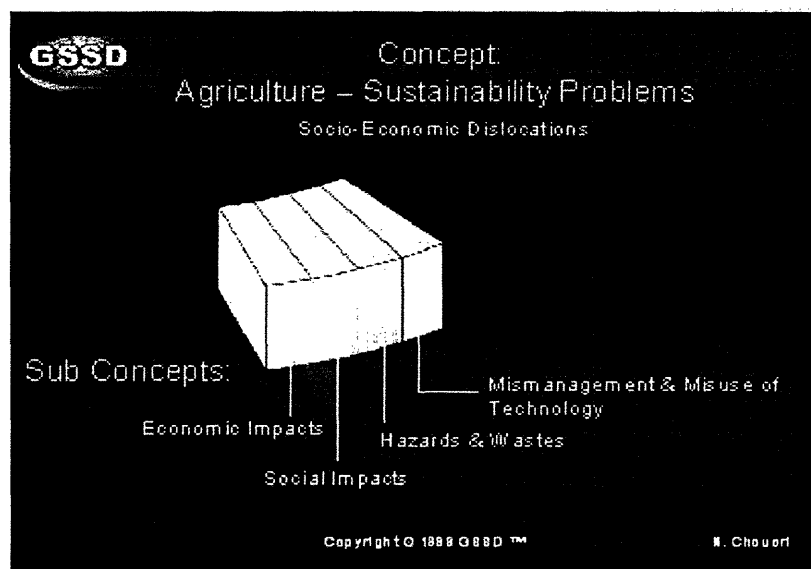 GSSD
Concept:
Agriculture – Sustainability Problems
Socio-Economic Dislocations
Sub Concepts:
Economic Impacts
Social Impacts
Hazards & Wastes
Mismanagement & Misuse of
Technology
Copyright © 1999 GSSD ™
N. Choucri